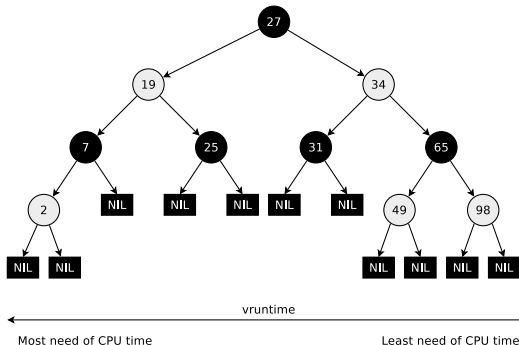 27
19
34
7
25
31
65
2
NIL
NIL
NIL
NIL
NIL
49
98
NIL
NIL
NIL
NIL
NIL
NIL
vruntime
Most need of CPU time
Least need of CPU time